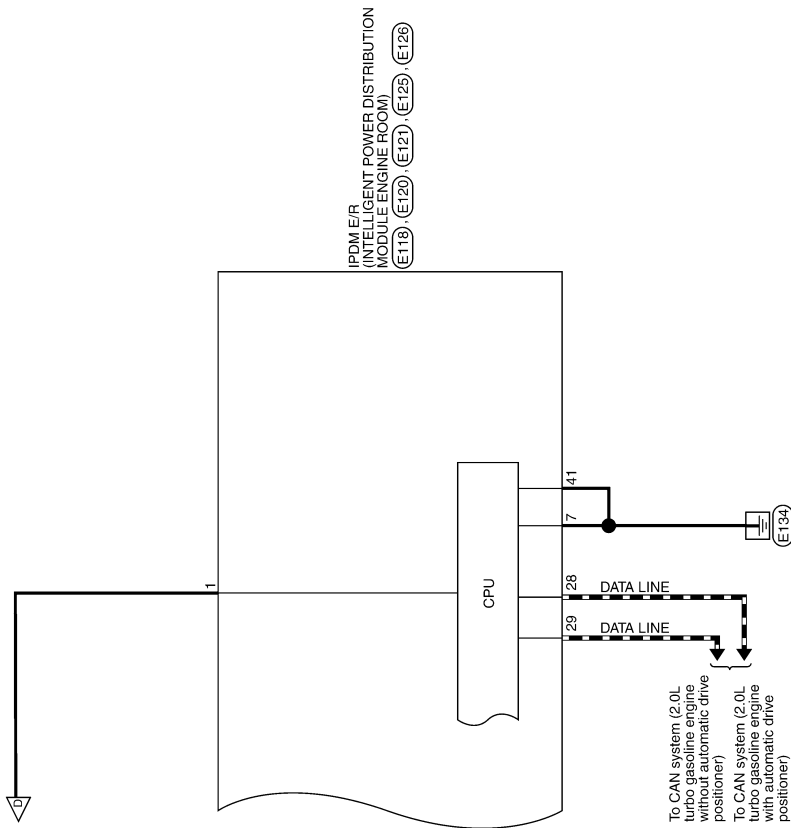 IPDM E/R
(INTELLIGENT POWER DISTRIBUTION
MODULE ENGINE ROOM)
E118 , E120 , E121 , E125 , E126
D
1
CPU
41
7
28
29
DATA LINE
DATA LINE
E134
To CAN system (2.0L
turbo gasoline engine
without automatic drive
positioner)
To CAN system (2.0L
turbo gasoline engine
with automatic drive
positioner)